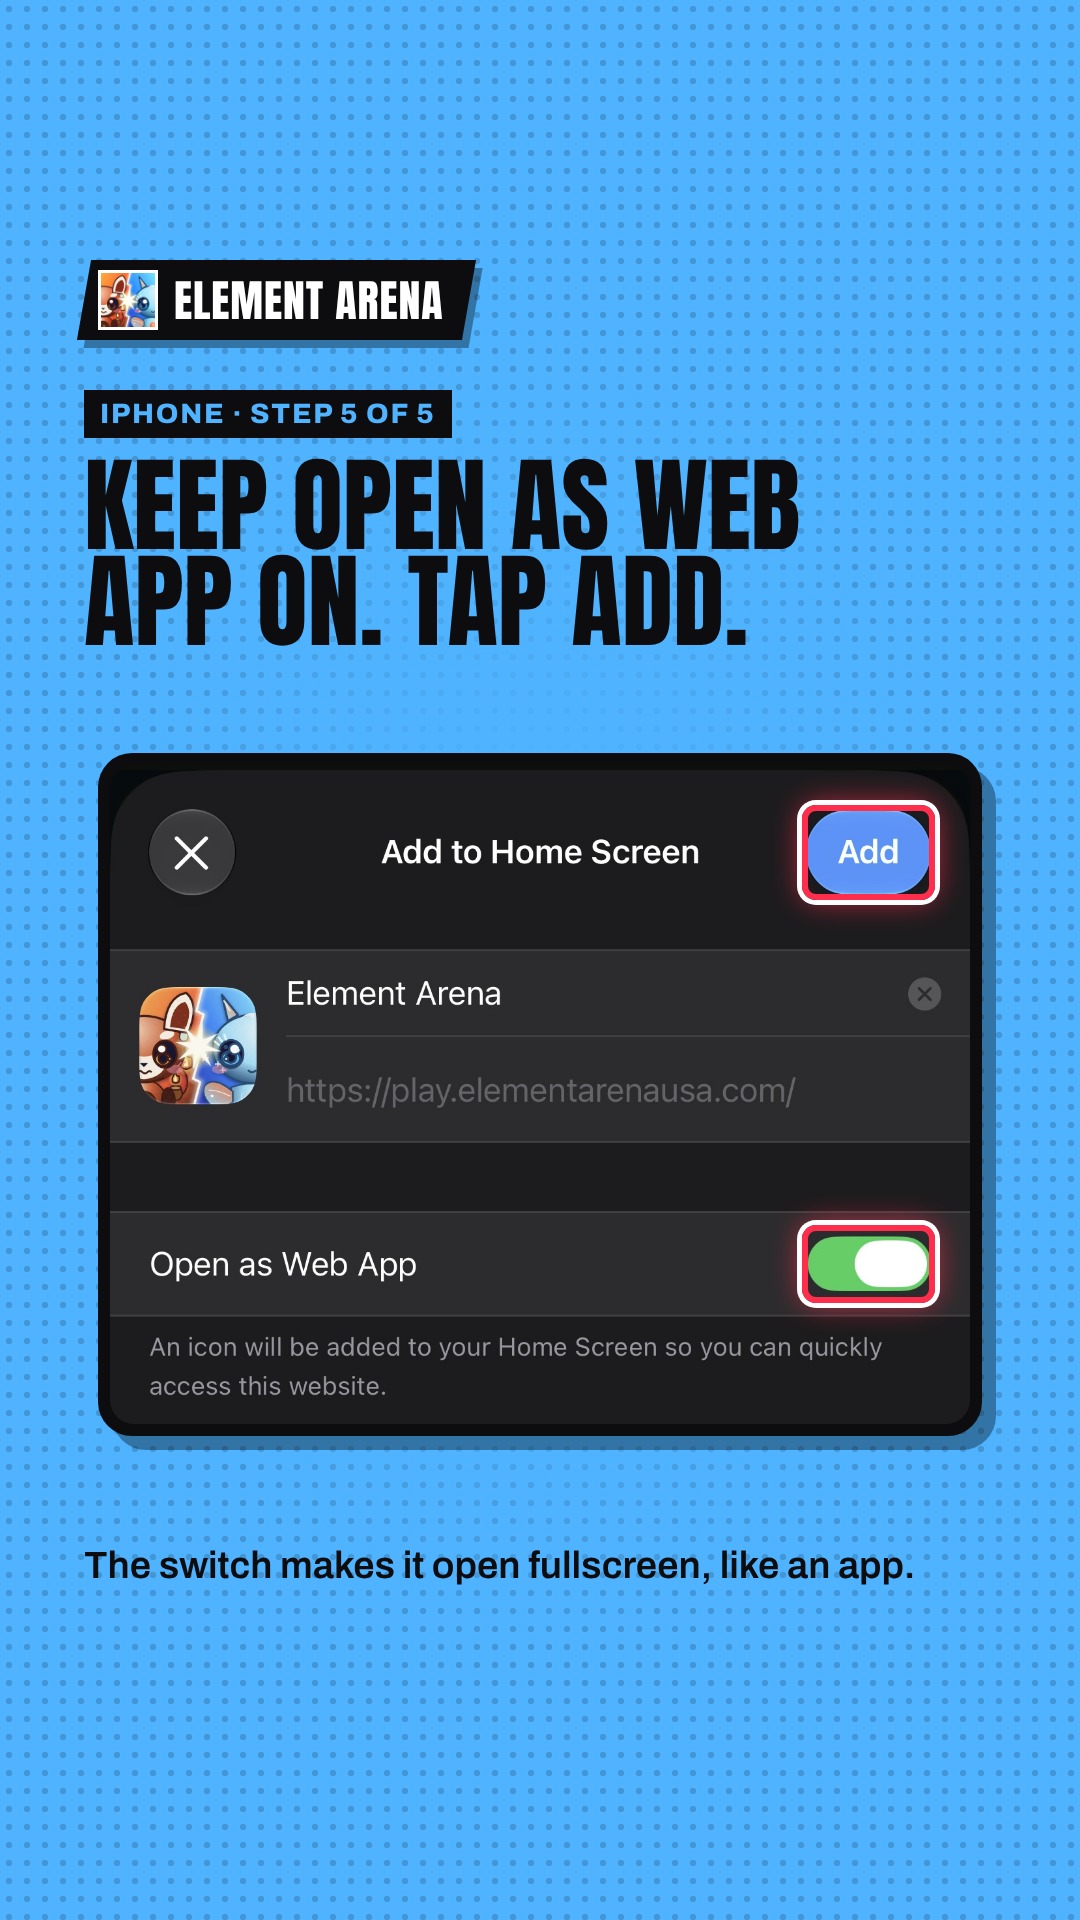 ELEMENT ARENA
IPHONE · STEP 5 OF 5
KEEP OPEN AS WEB
APP ON. TAP ADD.
Add to Home Screen
Add
Element Arena
https://play.elementarenausa.com/
Open as Web App
An icon will be added to your Home Screen so you can quickly
access this website.
The switch makes it open fullscreen, like an app.